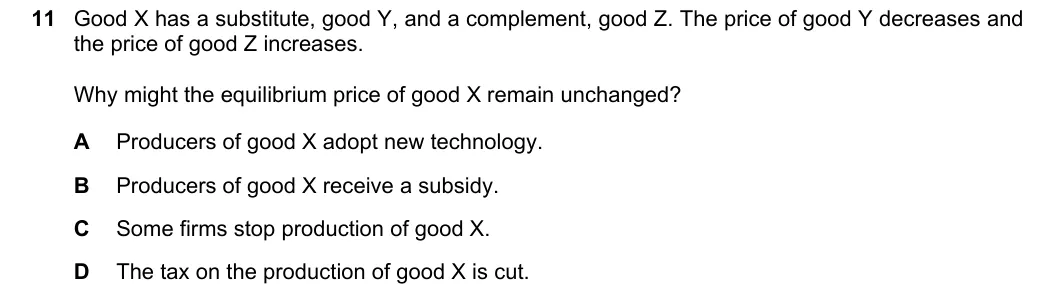 11 Good X has a substitute, good Y, and a complement, good Z. The price of good Y decreases and
the price of good Z increases.
Why might the equilibrium price of good X remain unchanged?
A Producers of good X adopt new technology.
B Producers of good X receive a subsidy.
C Some firms stop production of good X.
D The tax on the production of good X is cut.